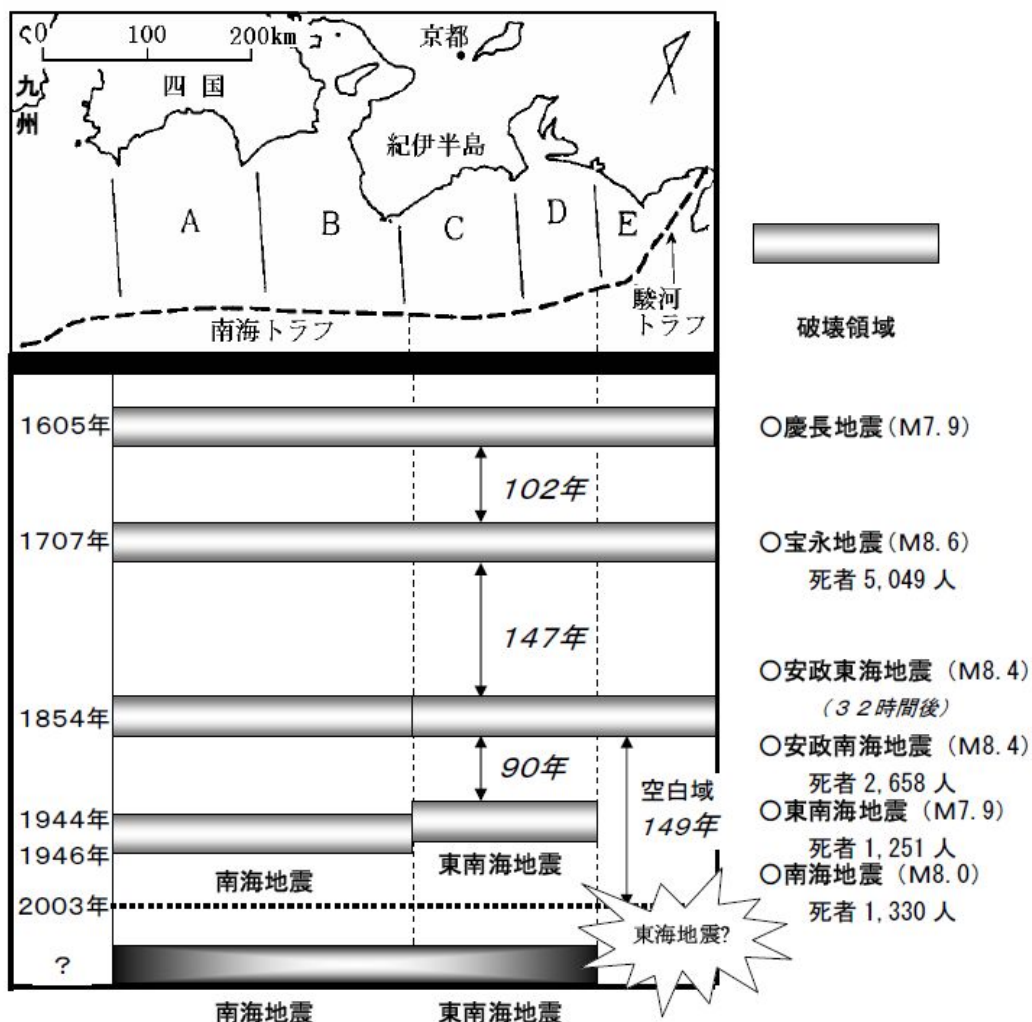 0 100 200km
京都
九州
四国
紀伊半島
A B C D E
南海トラフ
駿河
トラフ
破壊領域
1605年
○慶長地震(M7.9)
102年
1707年
○宝永地震(M8.6)
死者 5,049 人
147年
1854年
○安政東海地震 (M8.4)
(32時間後)
○安政南海地震(M8.4)
死者 2,658 人
90年
空白域
149年
1944年
○東南海地震 (M7.9)
死者 1,251 人
1946年
南海地震
東南海地震
○南海地震 (M8.0)
死者 1,330 人
2003年
東海地震?
?
南海地震
東南海地震